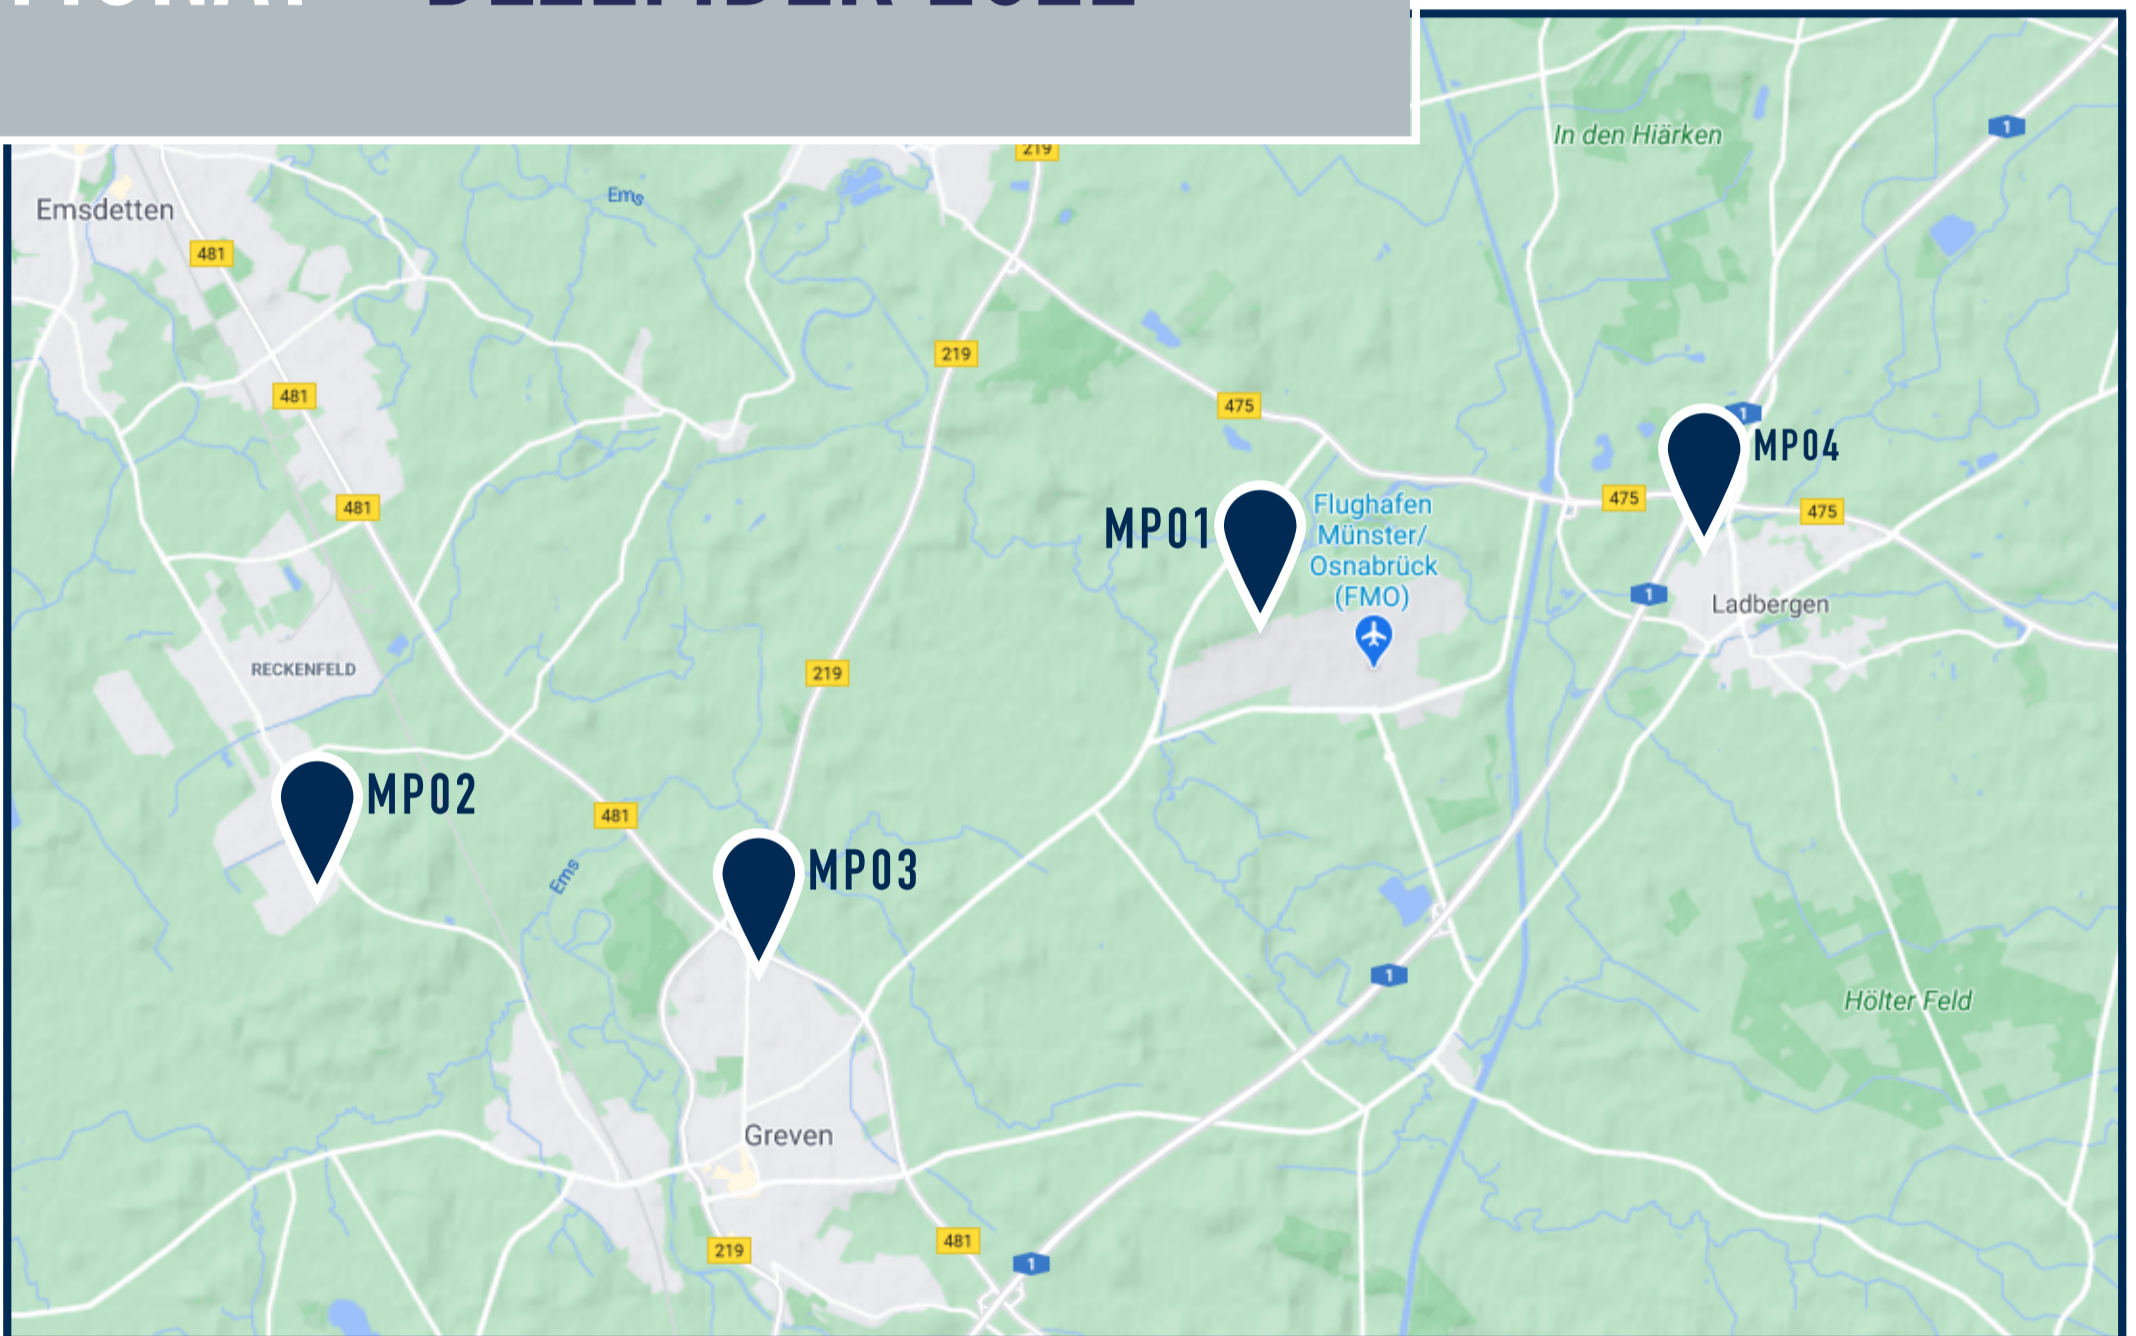 219
In den Hiärken
1
Ems
Emsdetten
481
219
481
475
1
MP04
481
475
475
MP01
Flughafen
Münster/
Osnabrück
(FMO)
1
Ladbergen
RECKENFELD
219
MP02
481
MP03
Ems
1
Hölter Feld
Greven
219
481
1